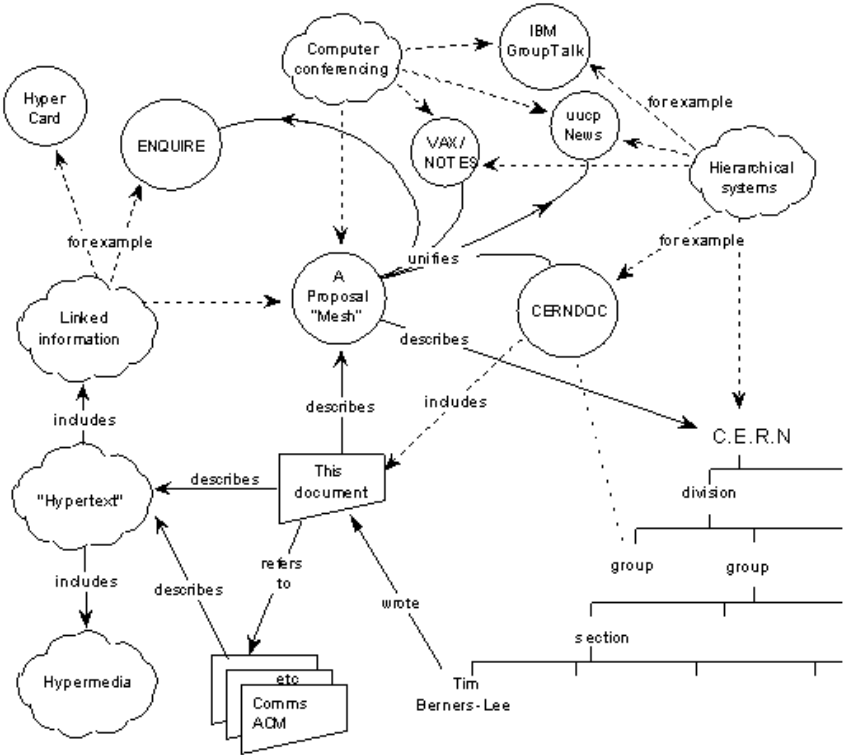 IBM
GroupTalk
Computer
conferencing
Hyper
Card
for example
uucp
News
ENQUIRE
VAX/
NOTES
Hierarchical
systems
for example
for example
unifies
A
Proposal
"Mesh"
CERNDOC
Linked
information
describes
includes
describes
includes
C.E.R.N
This
document
describes
division
"Hypertext"
refers
to
group
group
includes
describes
wrote
section
Hypermedia
etc
Comms
ACM
Tim
Berners-Lee